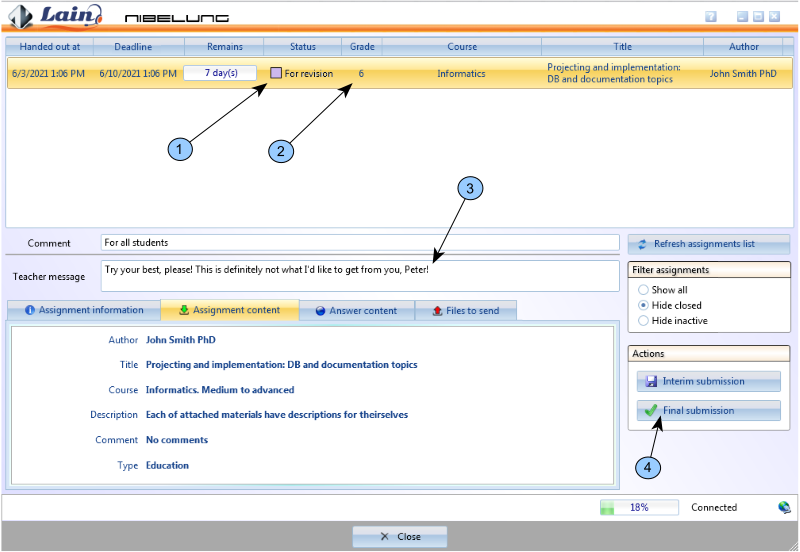 Lain NIBELUNG
?
Handed out at Deadline Remains Status Grade Course Title Author
6/3/2021 1:06 PM 6/10/2021 1:06 PM 7 day(s) For revision 6 Informatics Projecting and implementation: John Smith PhD
DB and documentation topics
1
2
3
Comment For all students
Refresh assignments list
Teacher message Try your best, please! This is definitely not what I'd like to get from you, Peter!
Filter assignments
Show all
Hide closed
Hide inactive
Assignment information Assignment content Answer content Files to send
Author John Smith PhD
Title Projecting and implementation: DB and documentation topics
Course Informatics. Medium to advanced
Description Each of attached materials have descriptions for theirselves
Comment No comments
Type Education
Actions
Interim submission
Final submission
4
18% Connected
Close